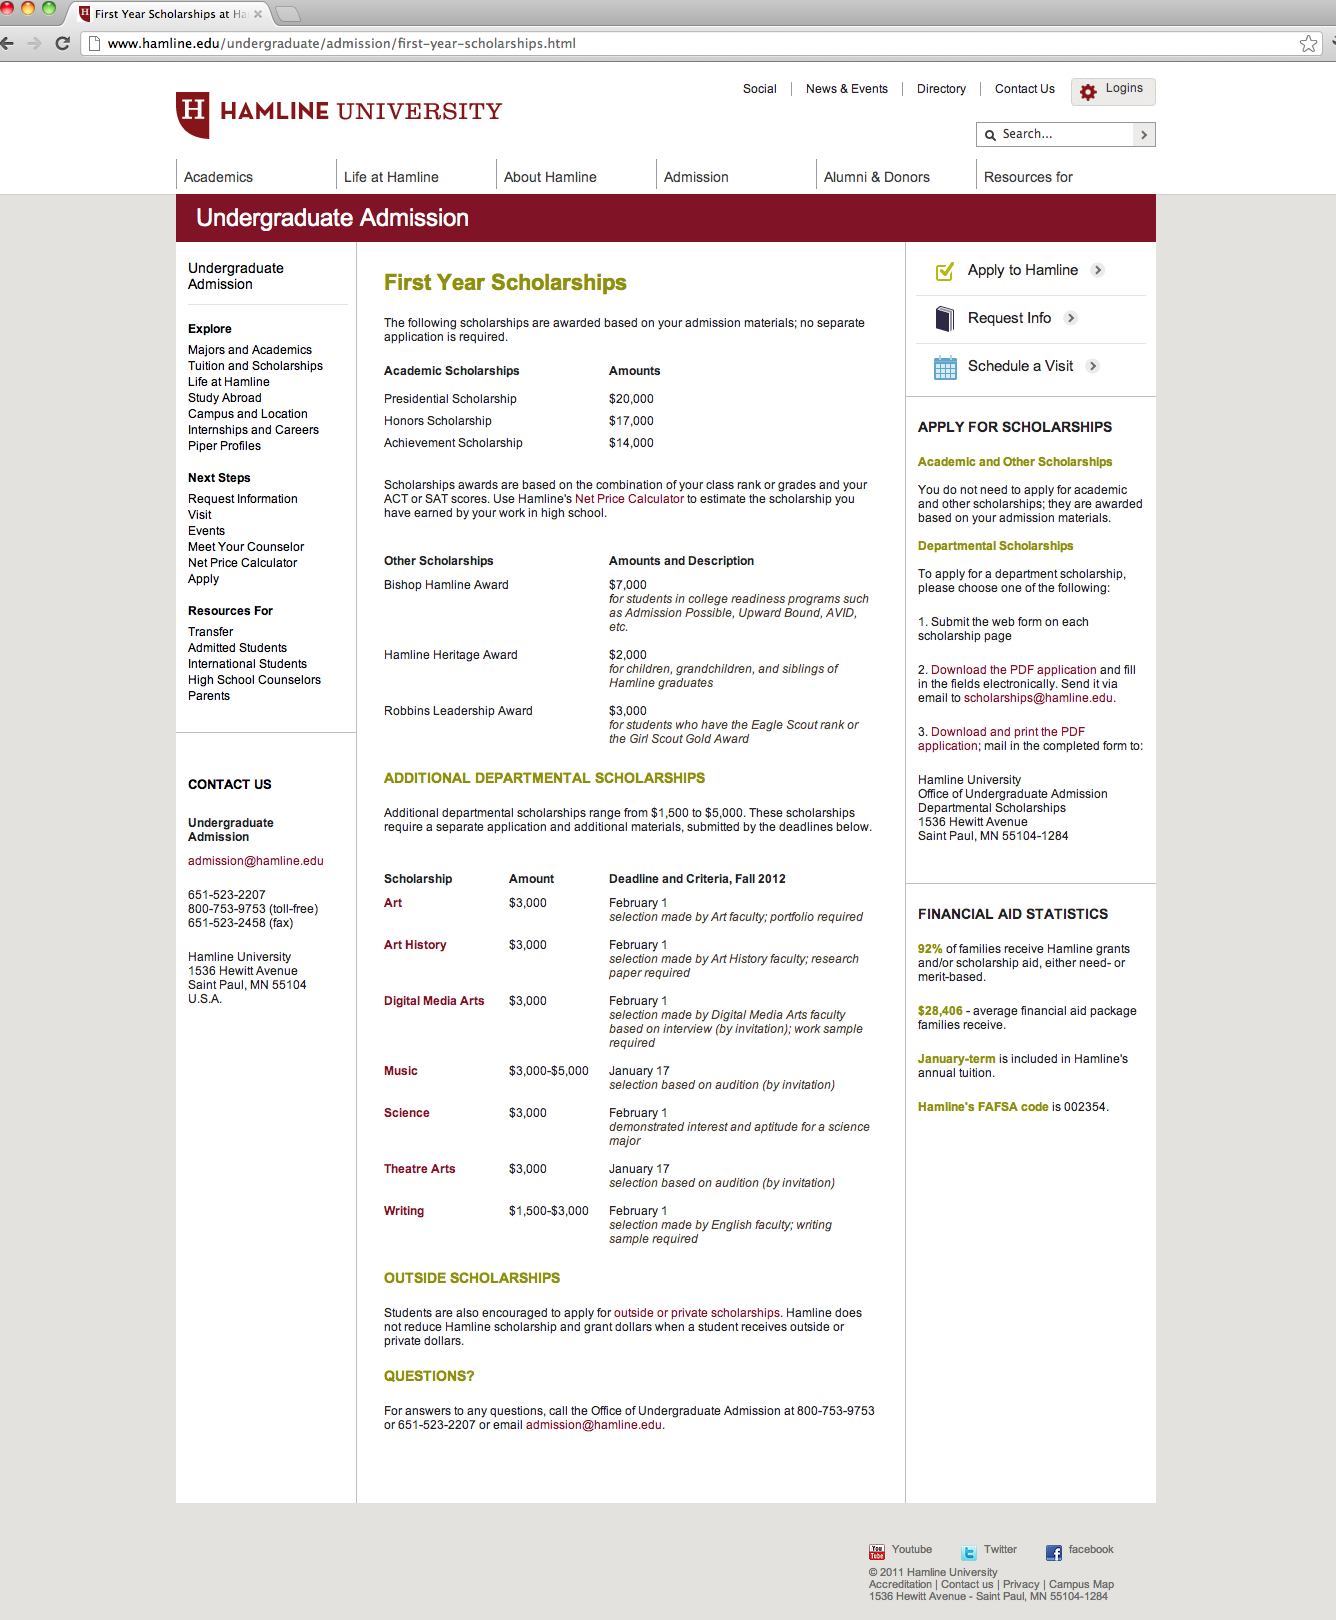 First Year Scholarships at Ha
www.hamline.edu/undergraduate/admission/first-year-scholarships.html
Social
News & Events
Directory
Contact Us
Logins
H HAMLINE UNIVERSITY
Search...
Academics
Life at Hamline
About Hamline
Admission
Alumni & Donors
Resources for
Undergraduate Admission
Undergraduate
Admission
Explore
Majors and Academics
Tuition and Scholarships
Life at Hamline
Study Abroad
Campus and Location
Internships and Careers
Piper Profiles
Next Steps
Request Information
Visit
Events
Meet Your Counselor
Net Price Calculator
Apply
Resources For
Transfer
Admitted Students
International Students
High School Counselors
Parents
CONTACT US
Undergraduate
Admission
admission@hamline.edu
651-523-2207
800-753-9753 (toll-free)
651-523-2458 (fax)
Hamline University
1536 Hewitt Avenue
Saint Paul, MN 55104
U.S.A.
First Year Scholarships
The following scholarships are awarded based on your admission materials; no separate
application is required.
Academic Scholarships Amounts
Presidential Scholarship $20,000
Honors Scholarship $17,000
Achievement Scholarship $14,000
Scholarships awards are based on the combination of your class rank or grades and your
ACT or SAT scores. Use Hamline's Net Price Calculator to estimate the scholarship you
have earned by your work in high school.
Other Scholarships Amounts and Description
Bishop Hamline Award $7,000
for students in college readiness programs such
as Admission Possible, Upward Bound, AVID,
etc.
Hamline Heritage Award $2,000
for children, grandchildren, and siblings of
Hamline graduates
Robbins Leadership Award $3,000
for students who have the Eagle Scout rank or
the Girl Scout Gold Award
ADDITIONAL DEPARTMENTAL SCHOLARSHIPS
Additional departmental scholarships range from $1,500 to $5,000. These scholarships
require a separate application and additional materials, submitted by the deadlines below.
Scholarship Amount Deadline and Criteria, Fall 2012
Art $3,000 February 1
selection made by Art faculty; portfolio required
Art History $3,000 February 1
selection made by Art History faculty; research
paper required
Digital Media Arts $3,000 February 1
selection made by Digital Media Arts faculty
based on interview (by invitation); work sample
required
Music $3,000-$5,000 January 17
selection based on audition (by invitation)
Science $3,000 February 1
demonstrated interest and aptitude for a science
major
Theatre Arts $3,000 January 17
selection based on audition (by invitation)
Writing $1,500-$3,000 February 1
selection made by English faculty; writing
sample required
OUTSIDE SCHOLARSHIPS
Students are also encouraged to apply for outside or private scholarships. Hamline does
not reduce Hamline scholarship and grant dollars when a student receives outside or
private dollars.
QUESTIONS?
For answers to any questions, call the Office of Undergraduate Admission at 800-753-9753
or 651-523-2207 or email admission@hamline.edu.
Apply to Hamline
Request Info
Schedule a Visit
APPLY FOR SCHOLARSHIPS
Academic and Other Scholarships
You do not need to apply for academic
and other scholarships; they are awarded
based on your admission materials.
Departmental Scholarships
To apply for a department scholarship,
please choose one of the following:
1. Submit the web form on each
scholarship page
2. Download the PDF application and fill
in the fields electronically. Send it via
email to scholarships@hamline.edu.
3. Download and print the PDF
application; mail in the completed form to:
Hamline University
Office of Undergraduate Admission
Departmental Scholarships
1536 Hewitt Avenue
Saint Paul, MN 55104-1284
FINANCIAL AID STATISTICS
92% of families receive Hamline grants
and/or scholarship aid, either need- or
merit-based.
$28,406 - average financial aid package
families receive.
January-term is included in Hamline's
annual tuition.
Hamline's FAFSA code is 002354.
You Tube Youtube
Twitter
facebook
© 2011 Hamline University
Accreditation | Contact us | Privacy | Campus Map
1536 Hewitt Avenue - Saint Paul, MN 55104-1284